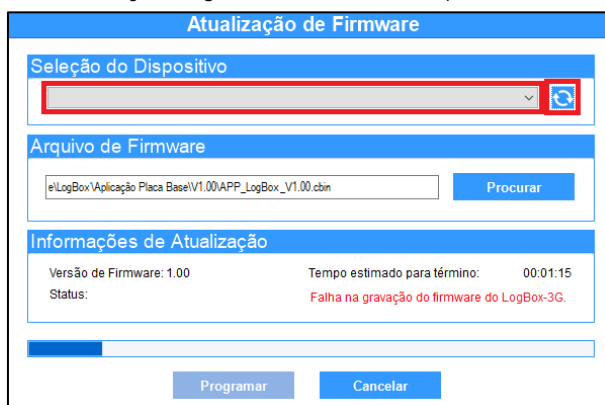 Atualização de Firmware
Seleção do Dispositivo
Arquivo de Firmware
e\LogBox\Aplicação Placa Base\V1.00\APP_LogBox_V1.00.cbin
Procurar
Informações de Atualização
Versão de Firmware: 1.00 Tempo estimado para término: 00:01:15
Status: Falha na gravação do firmware do LogBox-3G.
Programar Cancelar